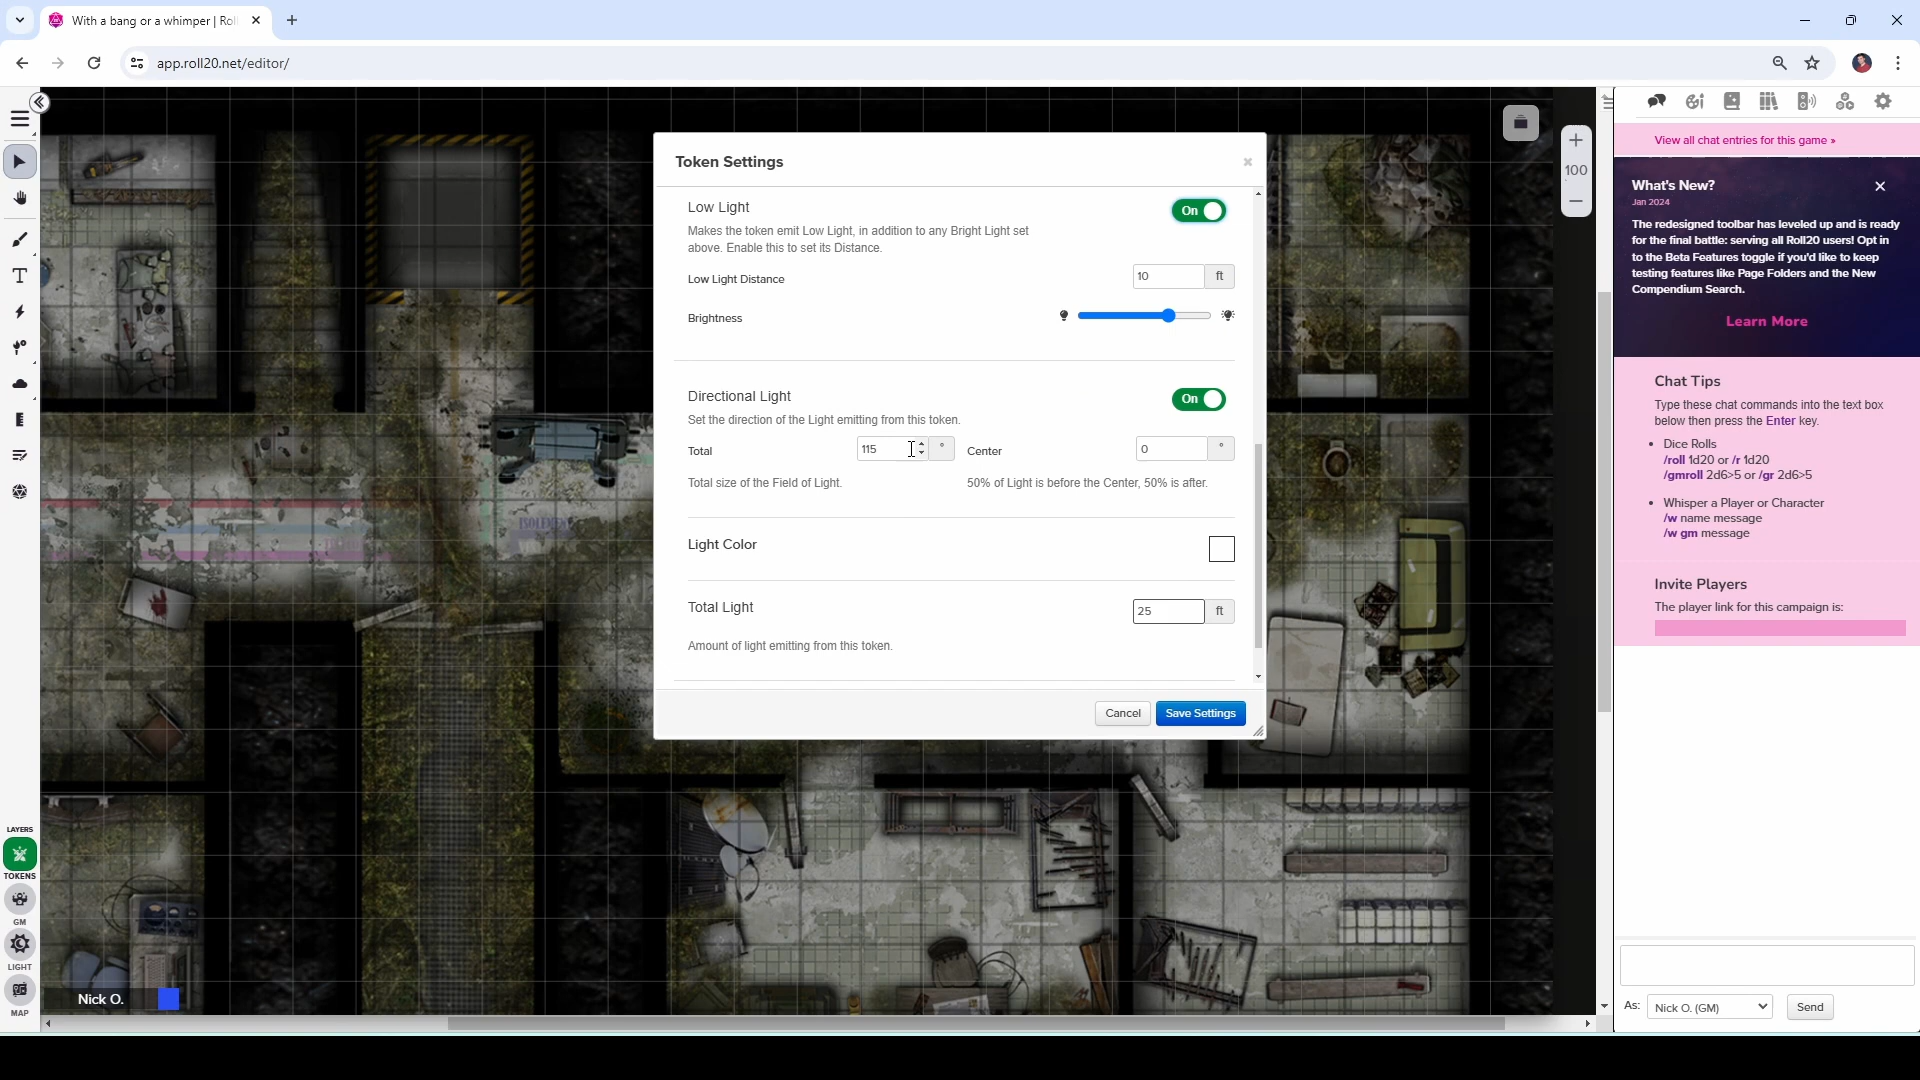 With a bang or a whimper | Rol
app.roll20.net/editor/
100
Token Settings
Low Light
On
Makes the token emit Low Light, in addition to any Bright Light set
above. Enable this to set its Distance.
Low Light Distance
10 ft
Brightness
Directional Light
On
Set the direction of the Light emitting from this token.
Total
115 °
Center
0 °
Total size of the Field of Light.
50% of Light is before the Center, 50% is after.
Light Color
Total Light
25 ft
Amount of light emitting from this token.
Cancel
Save Settings
LAYERS
TOKENS
GM
LIGHT
MAP
Nick O.
View all chat entries for this game »
What's New?
Jan 2024
The redesigned toolbar has leveled up and is ready
for the final battle: serving all Roll20 users! Opt in
to the Beta Features toggle if you'd like to keep
testing features like Page Folders and the New
Compendium Search.
Learn More
Chat Tips
Type these chat commands into the text box
below then press the Enter key.
• Dice Rolls
/roll 1d20 or /r 1d20
/gmroll 2d6>5 or /gr 2d6>5
• Whisper a Player or Character
/w name message
/w gm message
Invite Players
The player link for this campaign is:
As:
Nick O. (GM)
Send